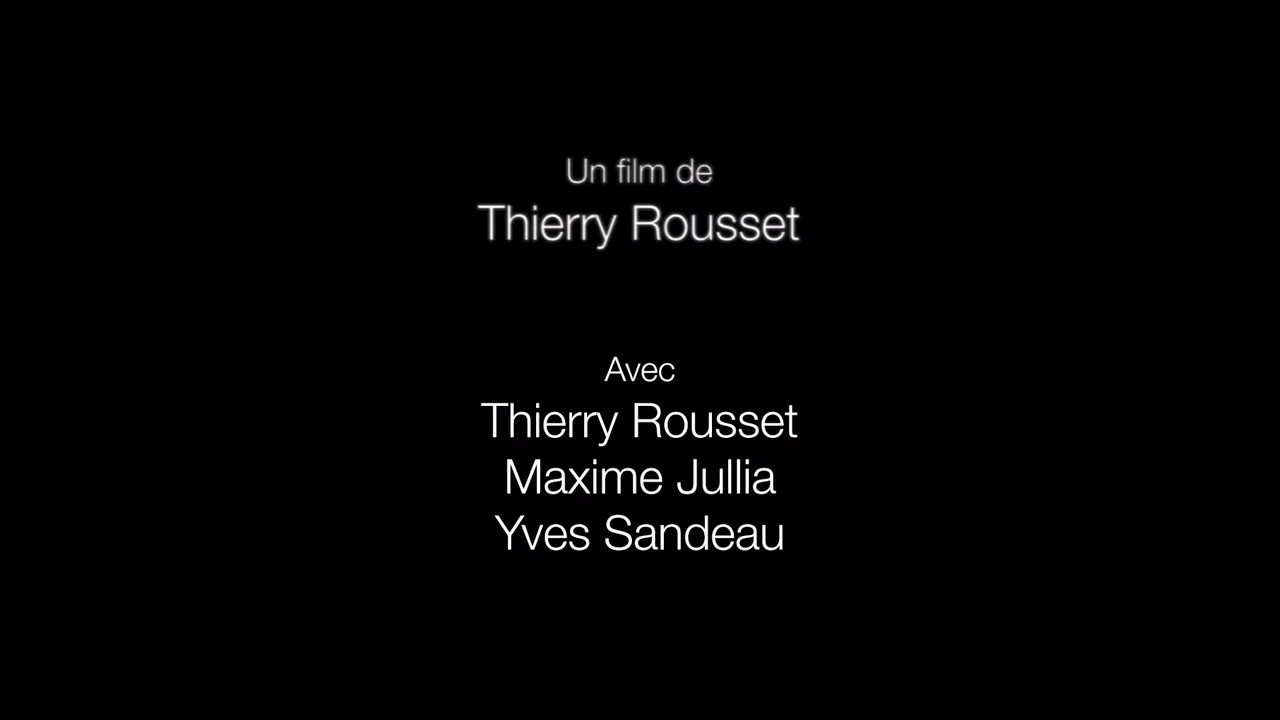 Un film de
Thierry Rousset
Avec
Thierry Rousset
Maxime Jullia
Yves Sandeau